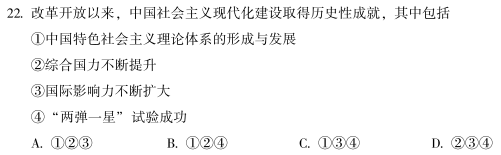 22. 改革开放以来，中国社会主义现代化建设取得历史性成就，其中包括
①中国特色社会主义理论体系的形成与发展
②综合国力不断提升
③国际影响力不断扩大
④“两弹一星”试验成功
A. ①②③ B. ①②④ C. ①③④ D. ②③④